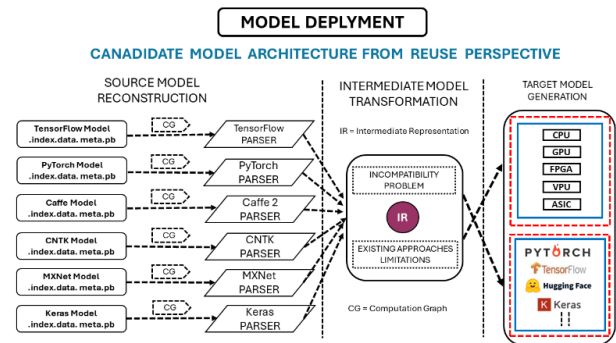 MODEL DEPLYMENT
CANADIDATE MODEL ARCHITECTURE FROM REUSE PERSPECTIVE
SOURCE MODEL
RECONSTRUCTION
INTERMEDIATE MODEL
TRANSFORMATION
TARGET MODEL
GENERATION
TensorFlow Model
.index.data. meta.pb
CG
TensorFlow
PARSER
PyTorch Model
.index.data. meta.pb
CG
PyTorch
PARSER
Caffe Model
.index.data. meta.pb
CG
Caffe 2
PARSER
CNTK Model
.index.data. meta.pb
CG
CNTK
PARSER
MXNet Model
.index.data. meta.pb
CG
MXNet
PARSER
Keras Model
.index.data. meta.pb
CG
Keras
PARSER
IR = Intermediate Representation
INCOMPATIBILITY
PROBLEM
IR
EXISTING APPROACHES
LIMITATIONS
CG = Computation Graph
CPU
GPU
FPGA
VPU
ASIC
PYTORCH
TensorFlow
Hugging Face
K Keras